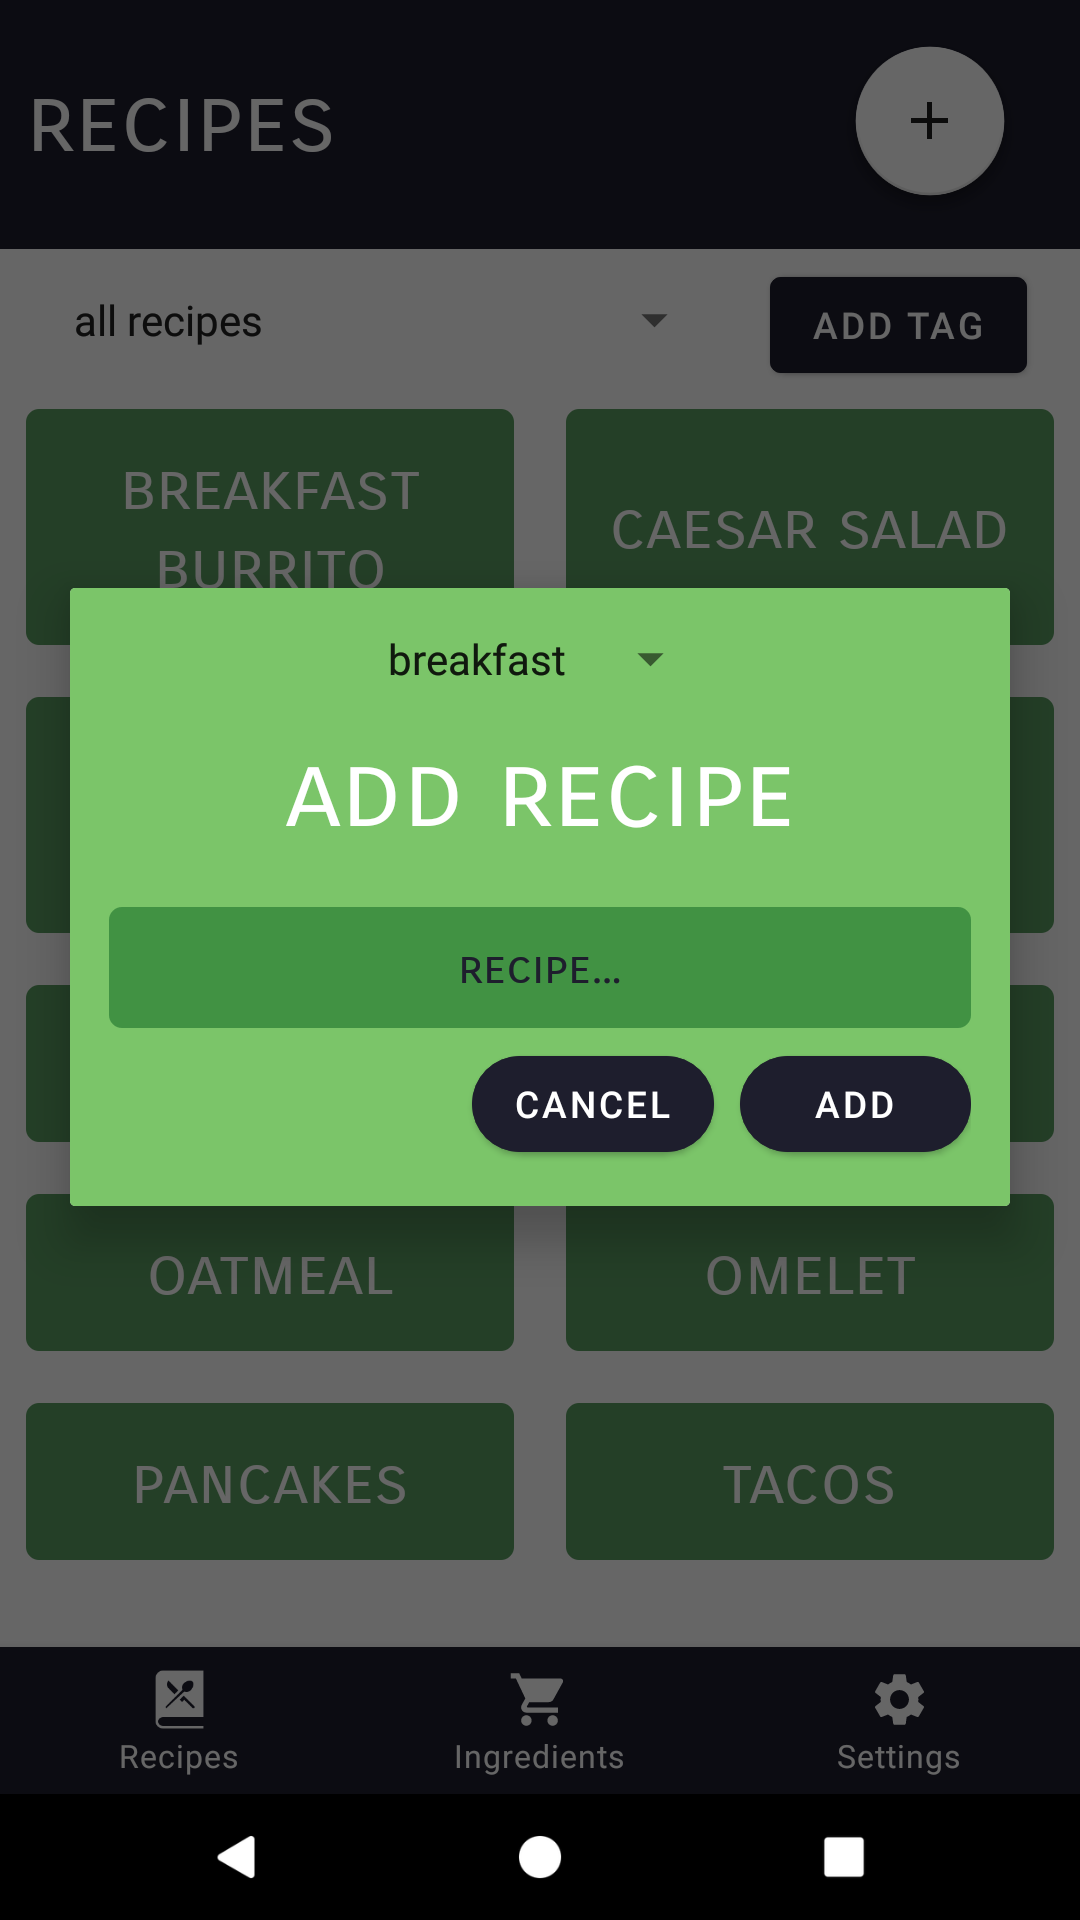 RECIPES
all recipes
ADD TAG
BREAKFAST
BURRITO
CAESAR SALAD
breakfast
ADD RECIPE
RECIPE...
CANCEL
ADD
OATMEAL
OMELET
PANCAKES
TACOS
Recipes
Ingredients
Settings